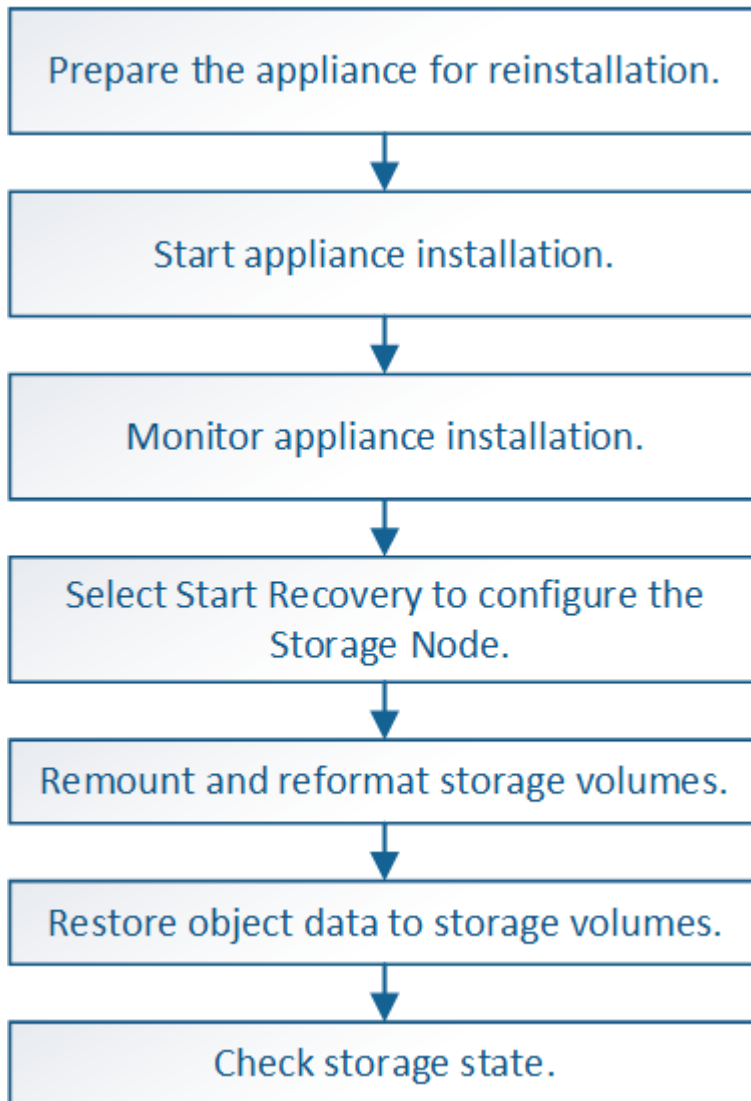 Prepare the appliance for reinstallation.
Start appliance installation.
Monitor appliance installation.
Select Start Recovery to configure the
Storage Node.
Remount and reformat storage volumes.
Restore object data to storage volumes.
Check storage state.